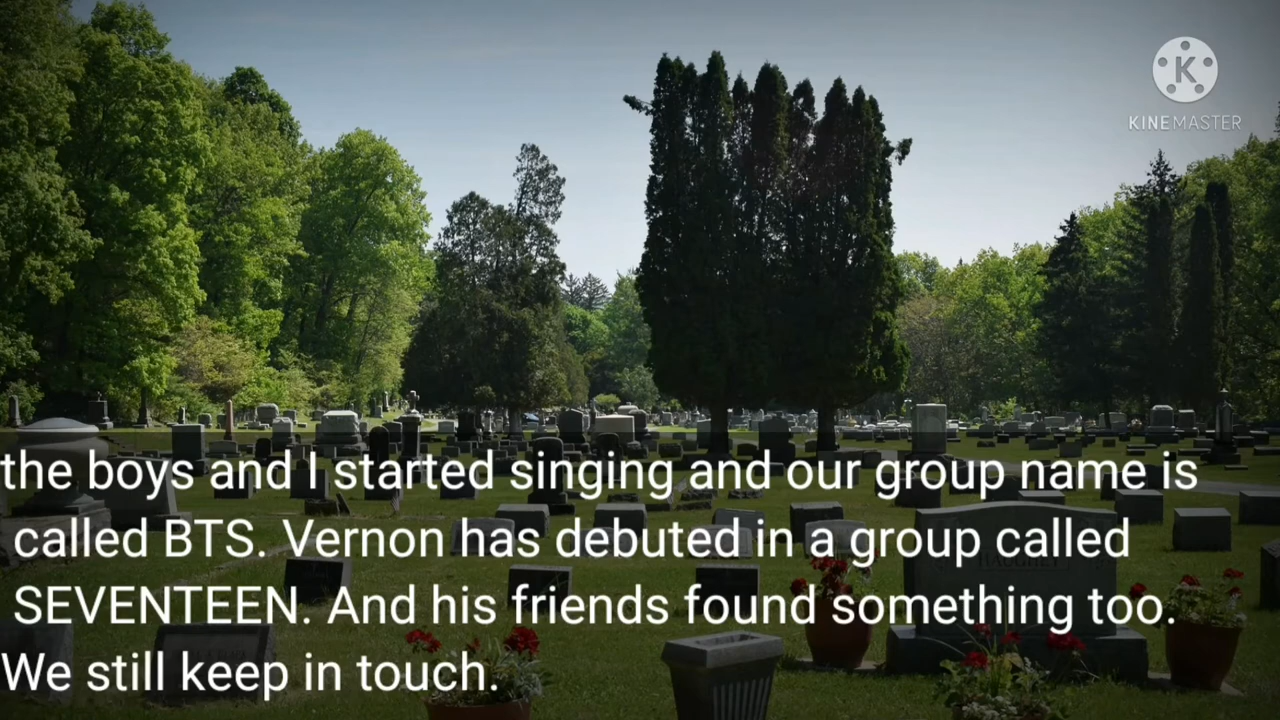 K
KINEMASTER
the boys and I started singing and our group name is
called BTS. Vernon has debuted in a group called
SEVENTEEN. And his friends found something too.
We still keep in touch.
HAUGHEY